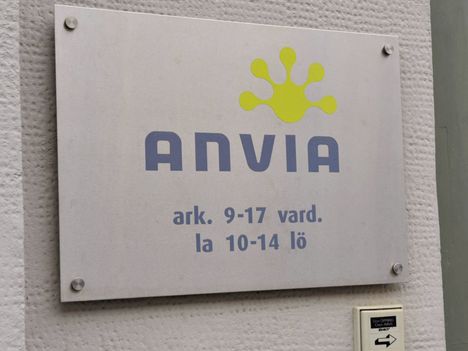 ANVIA
ark. 9-17 vard.
la 10-14 lö